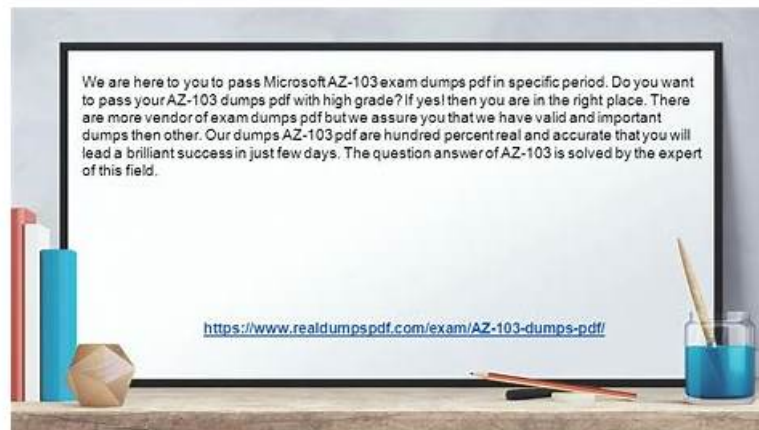 We are here to you to pass Microsoft AZ-103 exam dumps pdf in specific period. Do you want
to pass your AZ-103 dumps pdf with high grade? If yes! then you are in the right place. There
are more vendor of exam dumps pdf but we assure you that we have valid and important
dumps then other. Our dumps AZ-103 pdf are hundred percent real and accurate that you will
lead a brilliant success in just few days. The question answer of AZ-103 is solved by the expert
of this field.
https://www.realdumpspdf.com/exam/AZ-103-dumps-pdf/